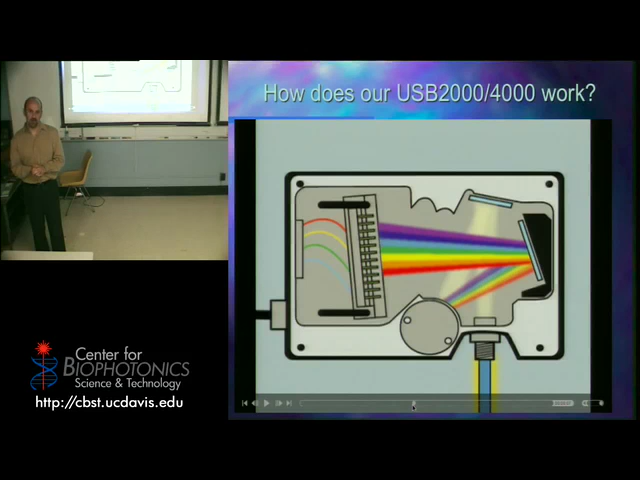 How does our USB2000/4000 work?
Center for
BIOPHOTONICS
Science & Technology
http://cbst.ucdavis.edu